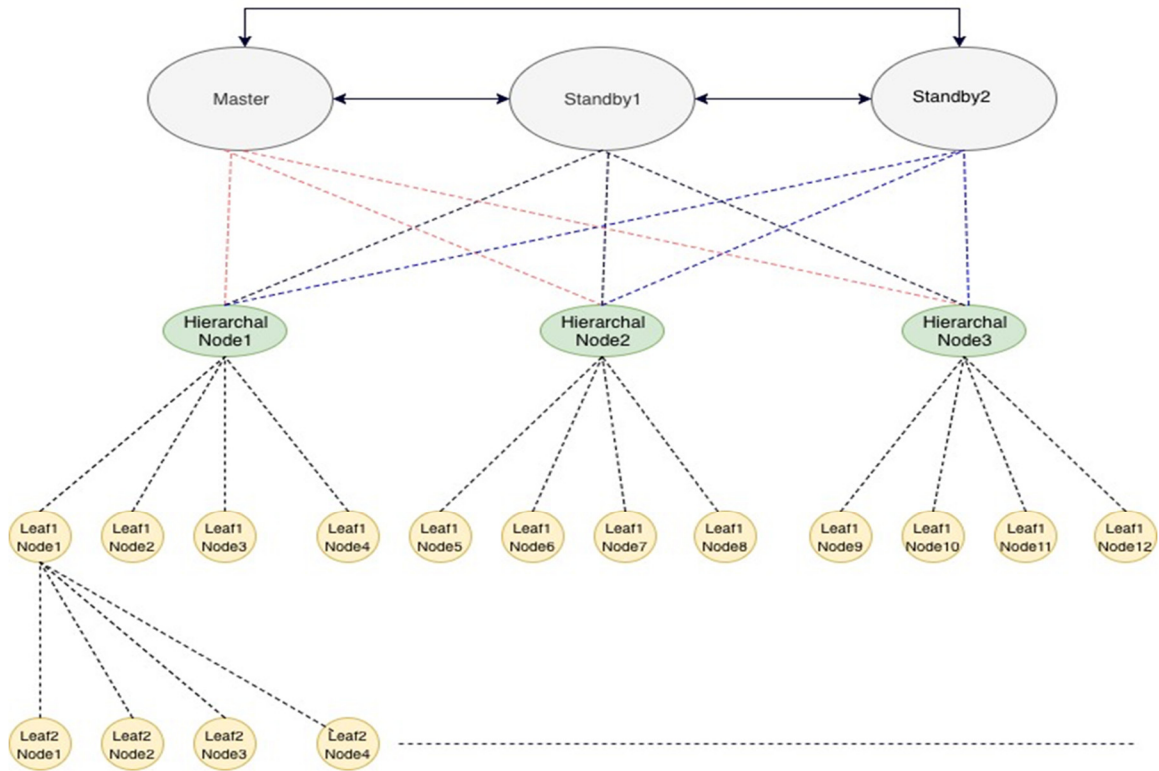 Master
Standby1
Standby2
Hierarchal
Node1
Hierarchal
Node2
Hierarchal
Node3
Leaf1
Node1
Leaf1
Node2
Leaf1
Node3
Leaf1
Node4
Leaf1
Node5
Leaf1
Node6
Leaf1
Node7
Leaf1
Node8
Leaf1
Node9
Leaf1
Node10
Leaf1
Node11
Leaf1
Node12
Leaf2
Node1
Leaf2
Node2
Leaf2
Node3
Leaf2
Node4